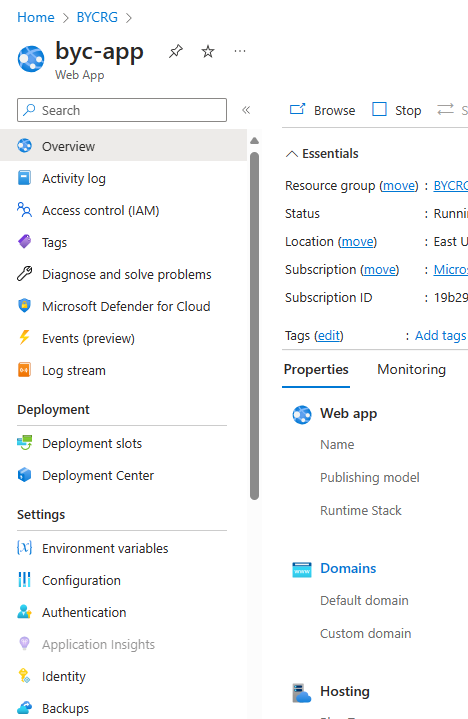 Home > BYCRG >
byc-app
Web App
Search
Browse Stop
Overview
Activity log
Access control (IAM)
Tags
Diagnose and solve problems
Microsoft Defender for Cloud
Events (preview)
Log stream
Deployment
Deployment slots
Deployment Center
Settings
Environment variables
Configuration
Authentication
Application Insights
Identity
Backups
Essentials
Resource group (move) : BYCRG
Status : Runni
Location (move) : East U
Subscription (move) : Micros
Subscription ID : 19b29
Tags (edit) : Add tags
Properties Monitoring
Web app
Name
Publishing model
Runtime Stack
Domains
Default domain
Custom domain
Hosting